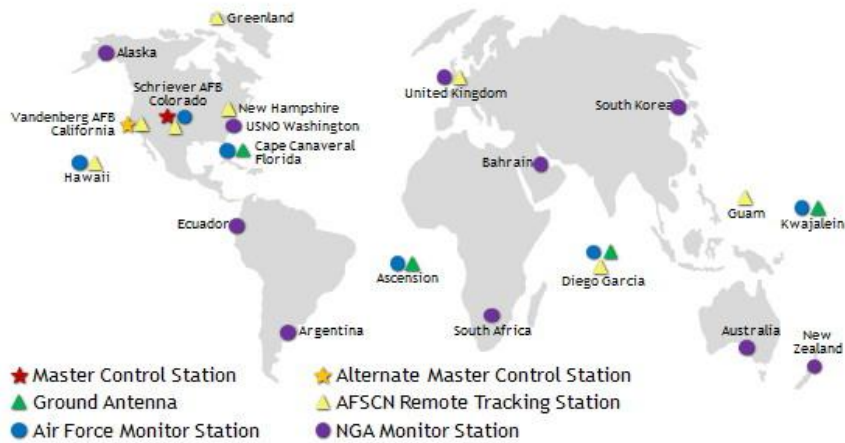 Greenland
Alaska
Schriever AFB
Colorado
New Hampshire
Vandenberg AFB
California
USNO Washington
Cape Canaveral
Florida
Hawaii
United Kingdom
South Korea
Bahrain
Guam
Kwajalein
Ecuador
Ascension
Diego Garcia
Argentina
South Africa
Australia
New
Zealand
Master Control Station
Alternate Master Control Station
Ground Antenna
AFSCN Remote Tracking Station
Air Force Monitor Station
NGA Monitor Station